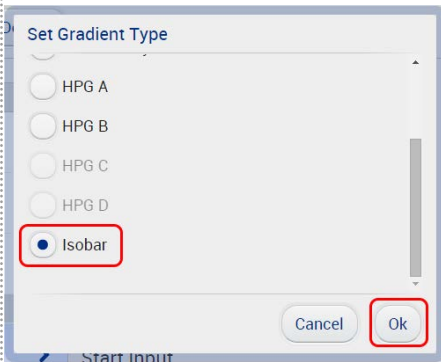 Set Gradient Type
HPG A
HPG B
HPG C
HPG D
Isobar
Cancel
Ok
Start Input